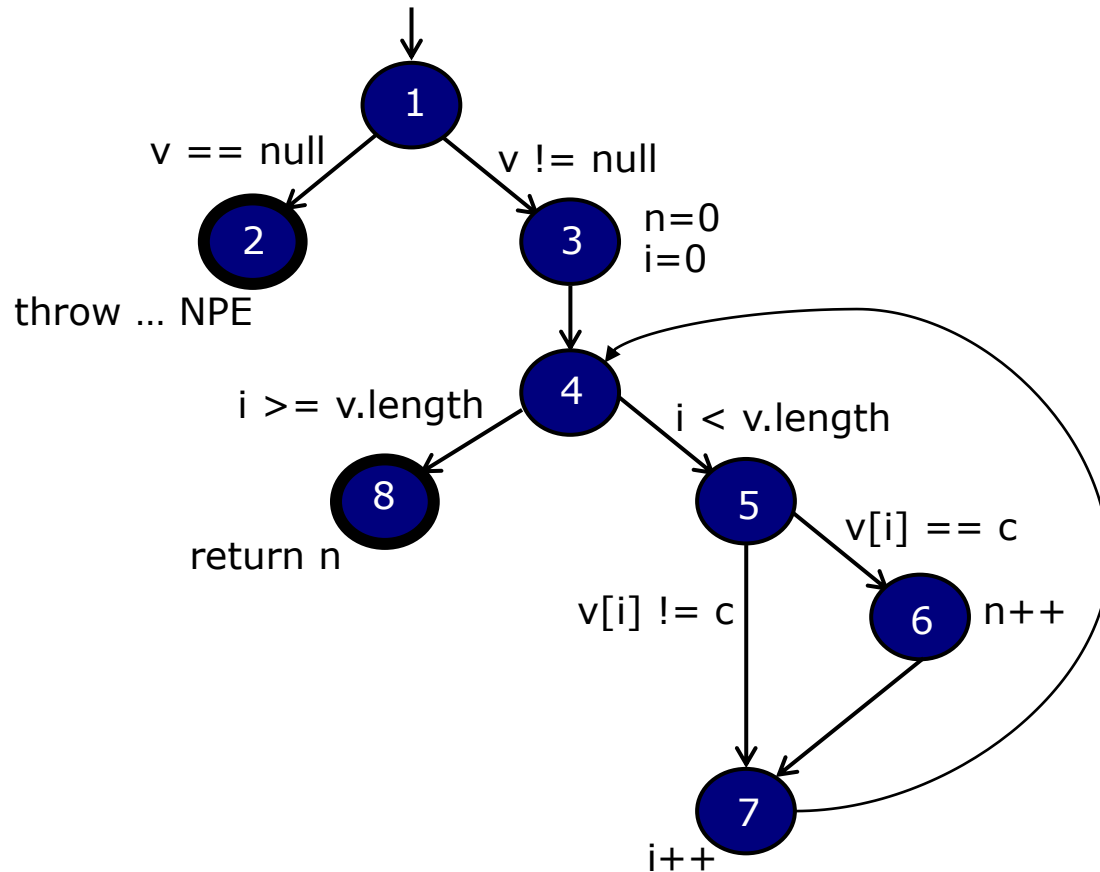 1
v == null
v != null
2
3
n=0
i=0
throw ... NPE
4
i >= v.length
i < v.length
8
5
return n
v[i] == c
v[i] != c
6
n++
7
i++